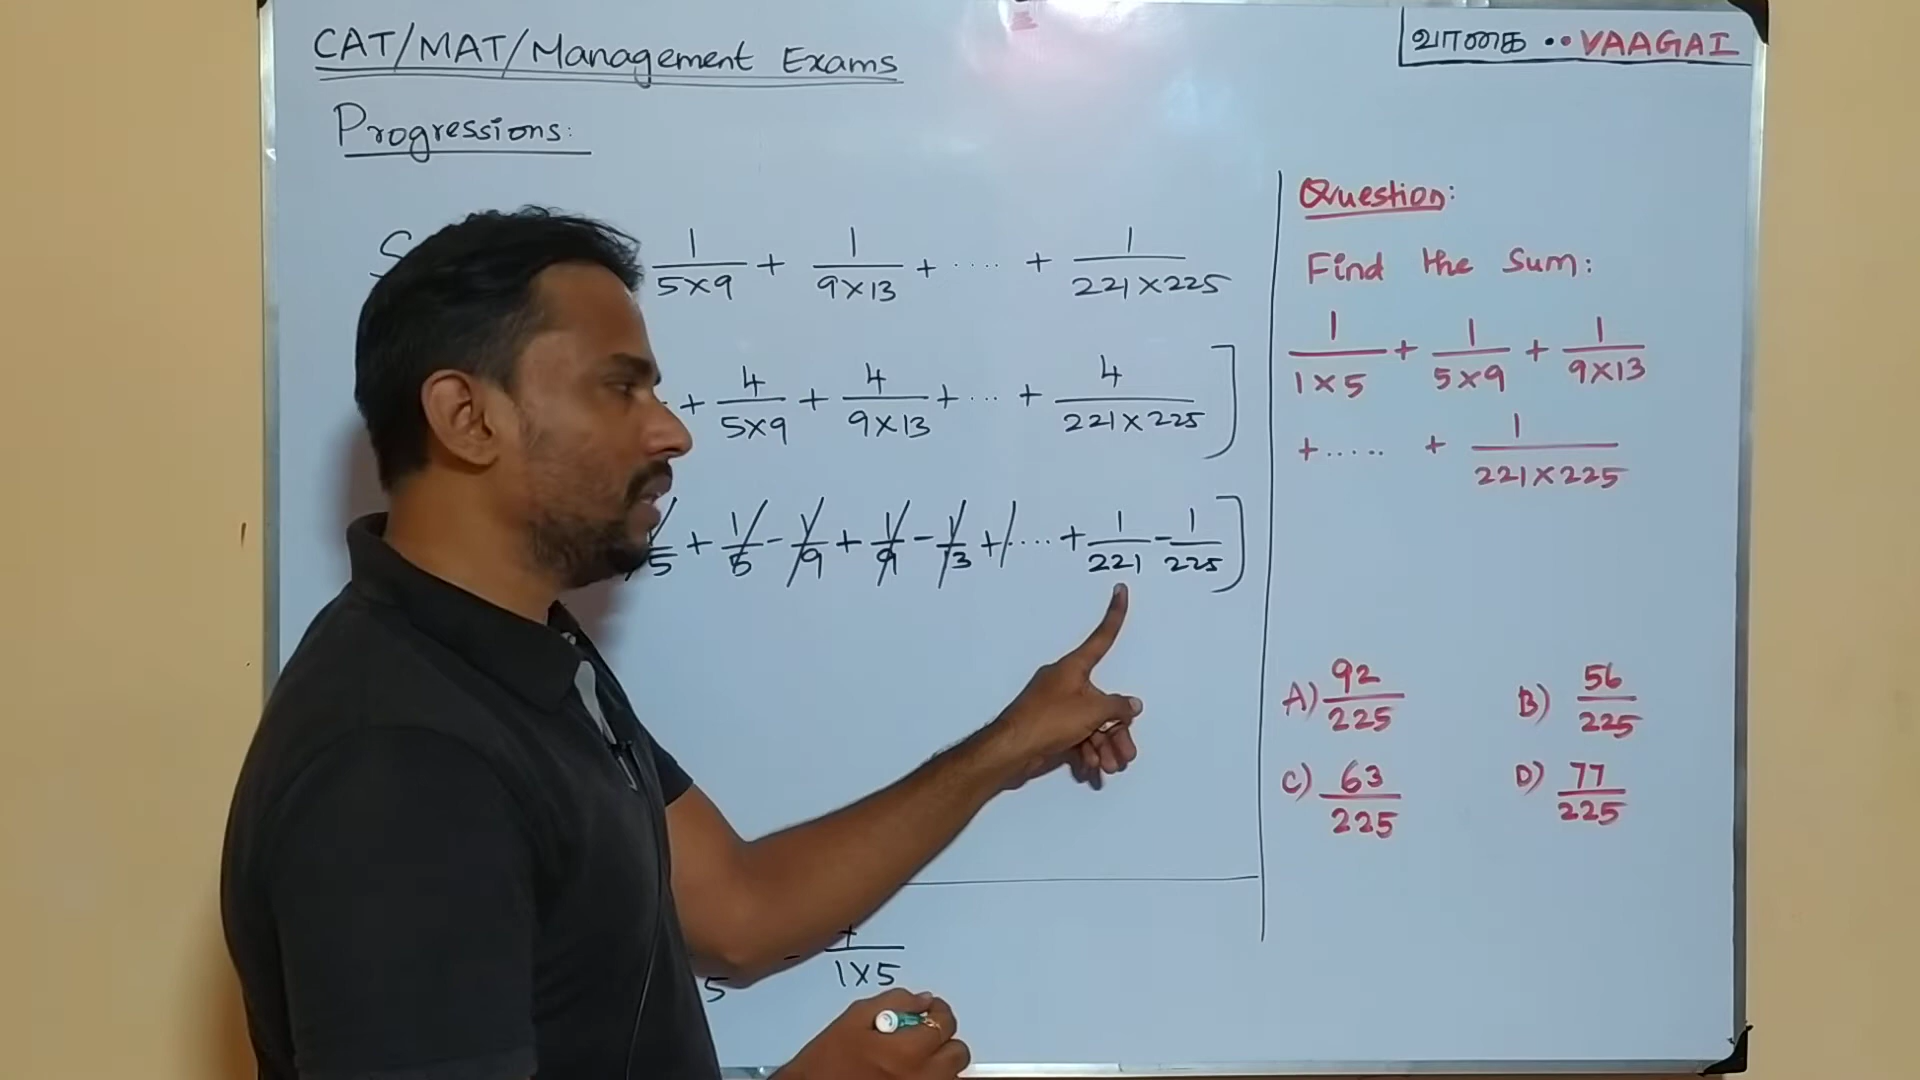 CAT/MAT/Management Exams
வாகை ..VAAGAI
Progressions:
S 1/(5×9) + 1/(9×13) + .... + 1/(221×225)
+ 4/(5×9) + 4/(9×13) + ... + 4/(221×225) ]
1/5 + 1/5 - 1/9 + 1/9 - 1/13 + .... + 1/221 - 1/225 ]
5 - 4/(1×5)
Question:
Find the Sum:
1/(1×5) + 1/(5×9) + 1/(9×13)
+ ..... + 1/(221×225)
A) 92/225 B) 56/225
C) 63/225 D) 77/225